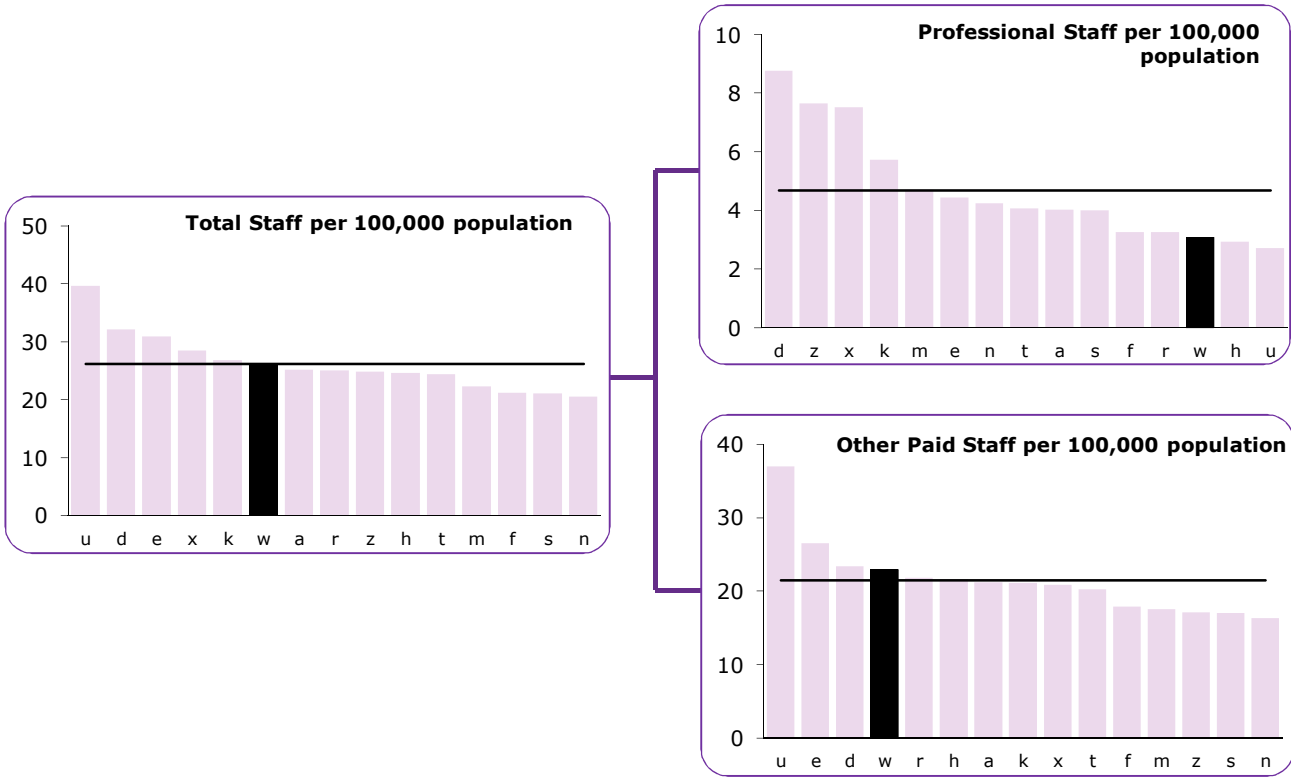 Total Staff per 100,000 population
50
40
30
20
10
0
u d e x k w a r z h t m f s n
Professional Staff per 100,000
population
10
8
6
4
2
0
d z x k m e n t a s f r w h u
Other Paid Staff per 100,000 population
40
30
20
10
0
u e d w r h a k x t f m z s n